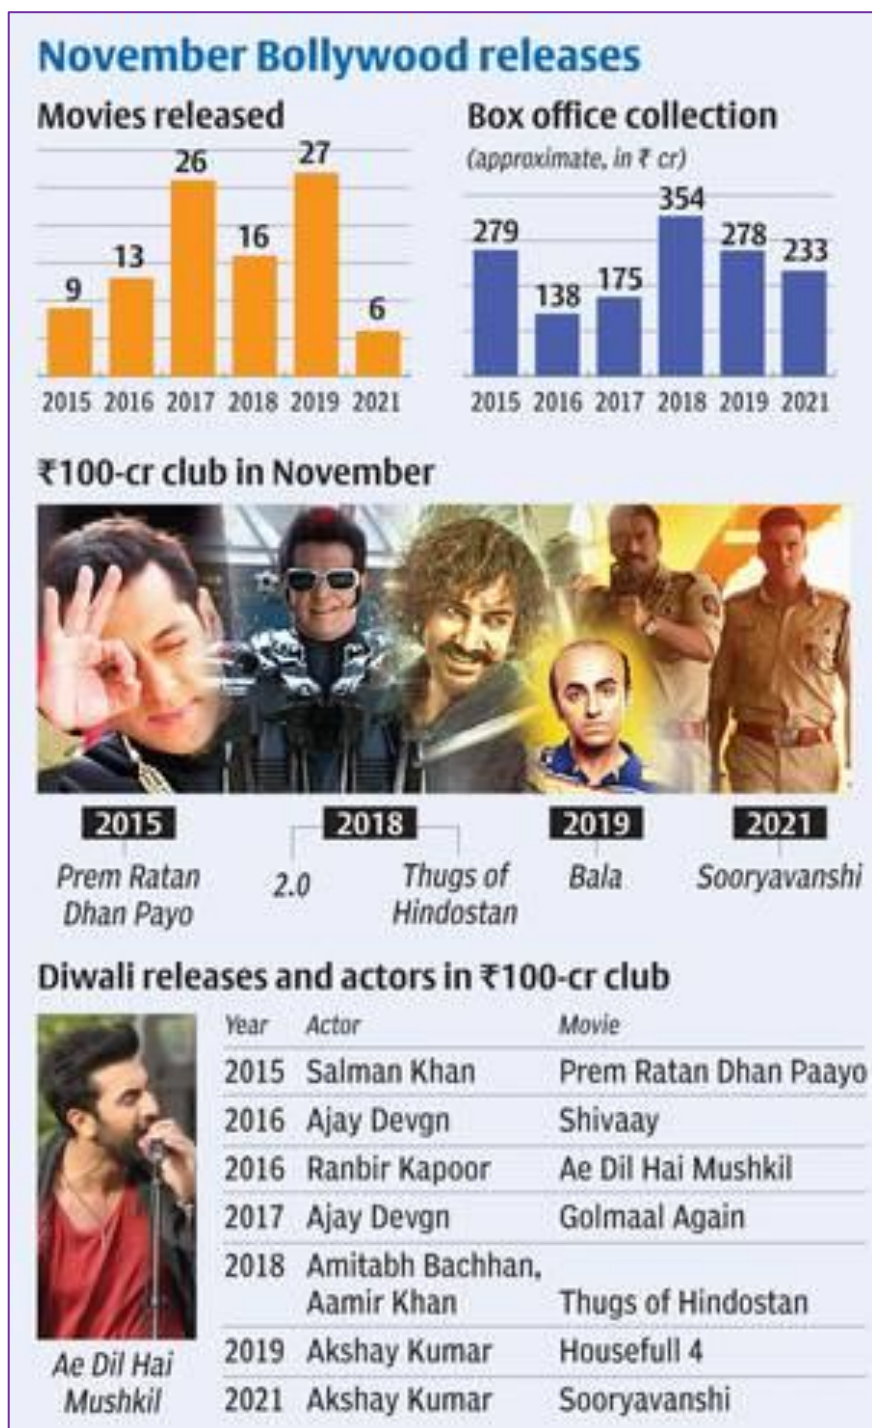 November Bollywood releases
Movies released
9 13 26 16 27 6
2015 2016 2017 2018 2019 2021
Box office collection
(approximate, in ₹ cr)
279 138 175 354 278 233
2015 2016 2017 2018 2019 2021
₹100-cr club in November
2015 2018 2019 2021
Prem Ratan
Dhan Payo
2.0
Thugs of
Hindostan
Bala
Sooryavanshi
Diwali releases and actors in ₹100-cr club
Year Actor Movie
2015 Salman Khan Prem Ratan Dhan Paayo
2016 Ajay Devgn Shivaay
2016 Ranbir Kapoor Ae Dil Hai Mushkil
2017 Ajay Devgn Golmaal Again
2018 Amitabh Bachhan,
Aamir Khan Thugs of Hindostan
2019 Akshay Kumar Housefull 4
2021 Akshay Kumar Sooryavanshi
Ae Dil Hai
Mushkil